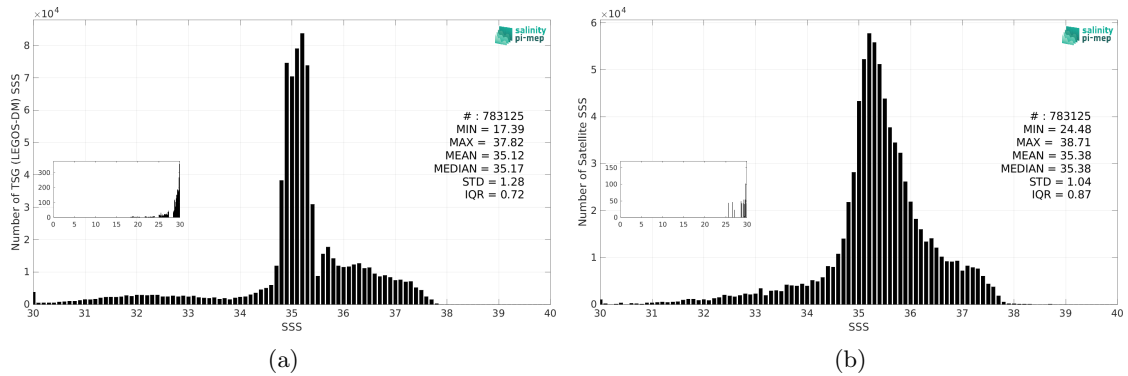 ×10⁴
9
8
7
6
5
4
3
2
1
0
Number of TSG (LEGOS-DM) SSS
salinity
pi-mep
# : 783125
MIN = 17.39
MAX = 37.82
MEAN = 35.12
MEDIAN = 35.17
STD = 1.28
IQR = 0.72
300
200
100
0
0 5 10 15 20 25 30
30 31 32 33 34 35 36 37 38 39 40
SSS
(a)
×10⁴
6
5
4
3
2
1
0
Number of Satellite SSS
salinity
pi-mep
# : 783125
MIN = 24.48
MAX = 38.71
MEAN = 35.38
MEDIAN = 35.38
STD = 1.04
IQR = 0.87
150
100
50
0
0 5 10 15 20 25 30
30 31 32 33 34 35 36 37 38 39 40
SSS
(b)